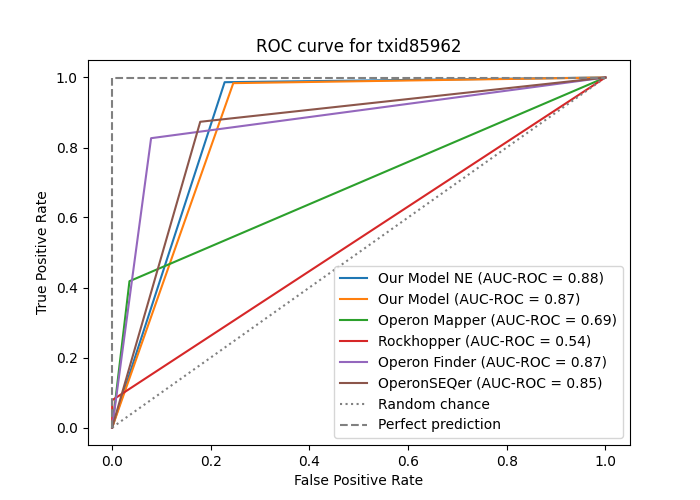 ROC curve for txid85962
True Positive Rate
1.0
0.8
0.6
0.4
0.2
0.0
Our Model NE (AUC-ROC = 0.88)
Our Model (AUC-ROC = 0.87)
Operon Mapper (AUC-ROC = 0.69)
Rockhopper (AUC-ROC = 0.54)
Operon Finder (AUC-ROC = 0.87)
OperonSEQer (AUC-ROC = 0.85)
Random chance
Perfect prediction
0.0 0.2 0.4 0.6 0.8 1.0
False Positive Rate